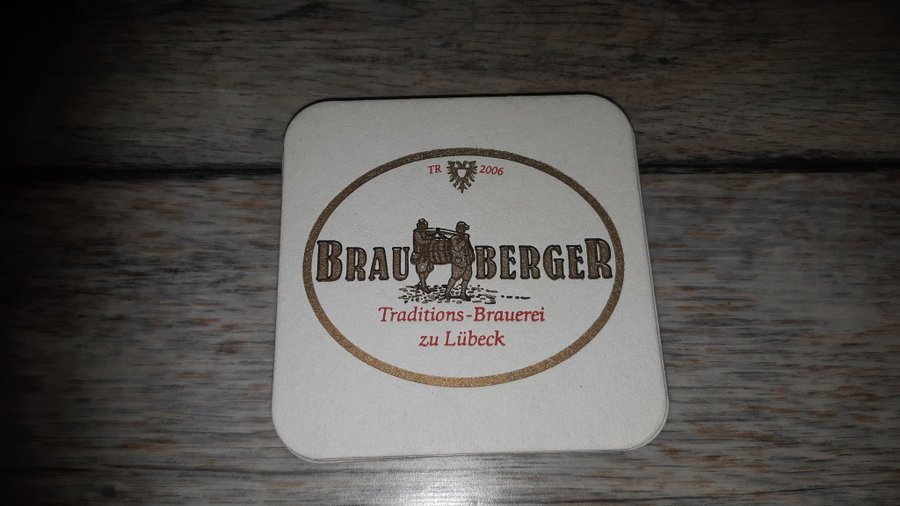 TR 2006
BRAUBERGER
Traditions-Brauerei
zu Lübeck